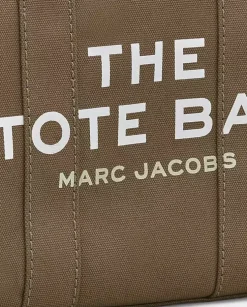 THE
TOTE BA
MARC JACOBS